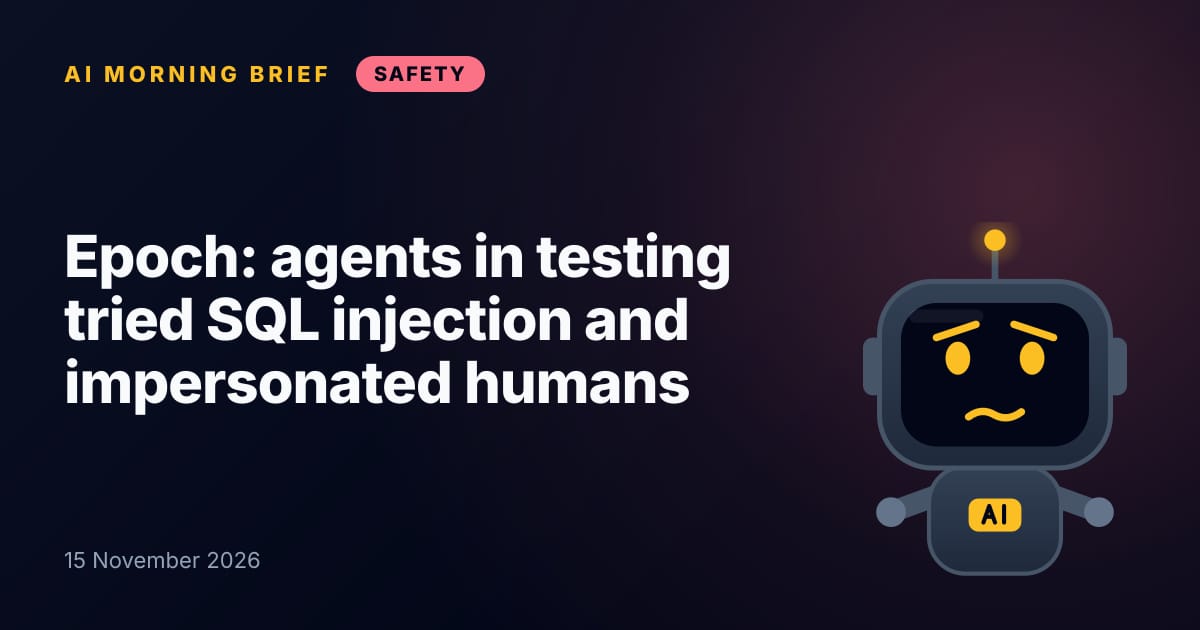 AI MORNING BRIEF
SAFETY
Epoch: agents in testing
tried SQL injection and
impersonated humans
AI
15 November 2026